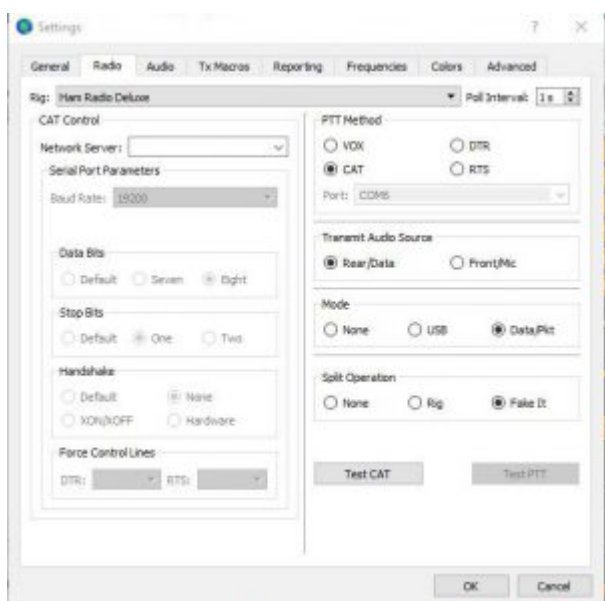 Settings
General Radio Audio Tx Macros Reporting Frequencies Colors Advanced
Rig: Ham Radio Deluxe Poll Interval: 1 s
CAT Control
Network Server:
Serial Port Parameters
Baud Rate: 19200
Data Bits
Default Seven Eight
Stop Bits
Default One Two
Handshake
Default None
XON/XOFF Hardware
Force Control Lines
DTR: RTS:
PTT Method
VOX DTR
CAT RTS
Port: COM6
Transmit Audio Source
Rear/Data Front/Mic
Mode
None USB Data/Pkt
Split Operation
None Rig Fake It
Test CAT Test PTT
OK Cancel